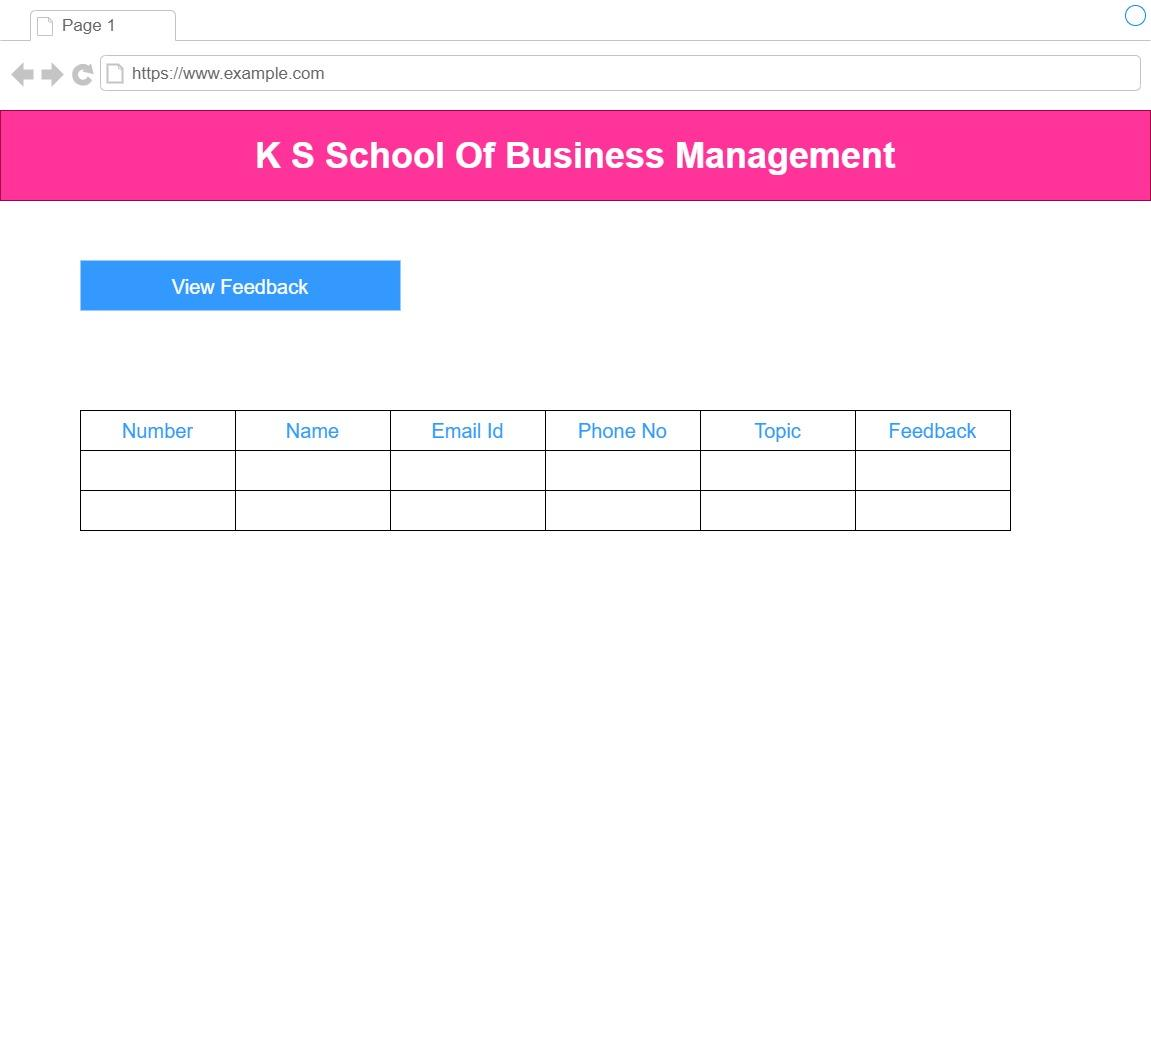 Page 1
https://www.example.com
K S School Of Business Management
View Feedback
Number Name Email Id Phone No Topic Feedback